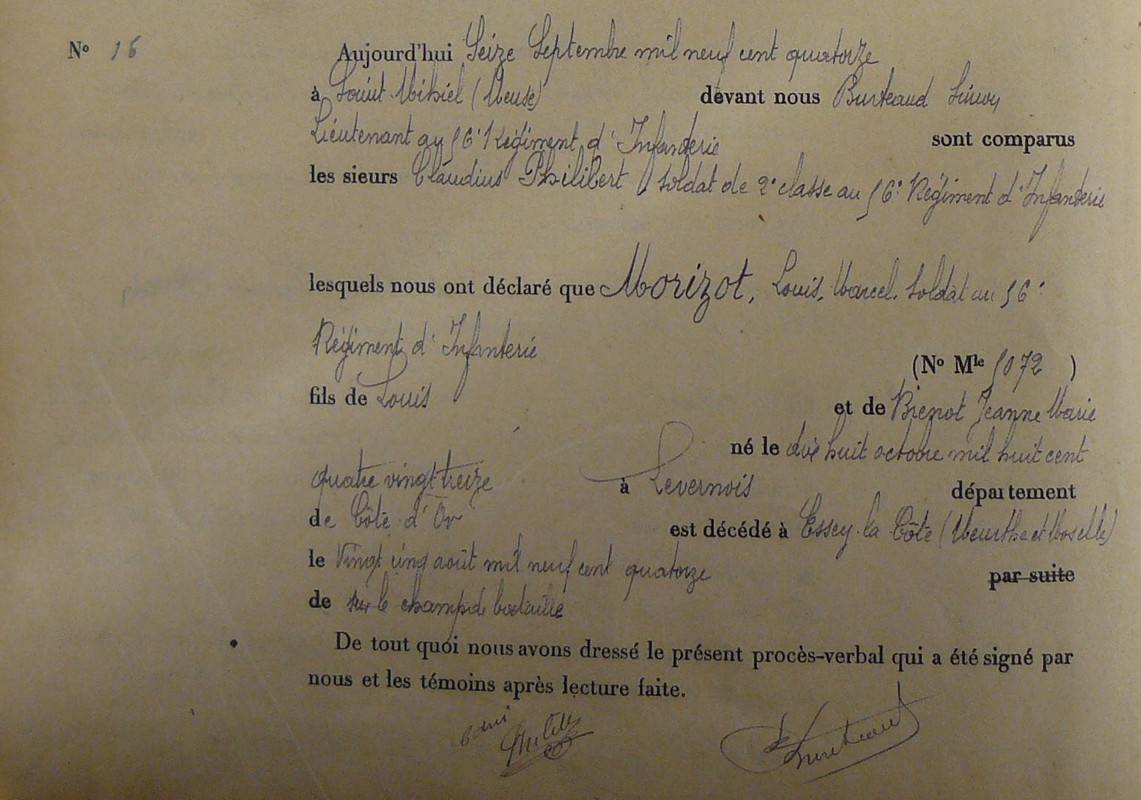 Nº 16
Aujourd'hui Seize Septembre mil neuf cent quatorze
à Saint-Mihiel (Meuse) devant nous Burteaud
Lieutenant au 56e Régiment d'Infanterie sont comparus
les sieurs Claudius Philibert soldat de 2e classe au 56e Régiment d'Infanterie
lesquels nous ont déclaré que Morizot, Louis, Marcel. Soldat au 56e
Régiment d'Infanterie
(Nº Mle 5072 )
fils de Louis et de Bienot Jeanne Marie
né le dix huit octobre mil huit cent
quatre vingt treize à Levernois département
de Côte d'Or est décédé à Essey-la Côte (Meurthe et Moselle)
le Vingt cinq août mil neuf cent quatorze par suite
de sur le champ de bataille
De tout quoi nous avons dressé le présent procès-verbal qui a été signé par
nous et les témoins après lecture faite.